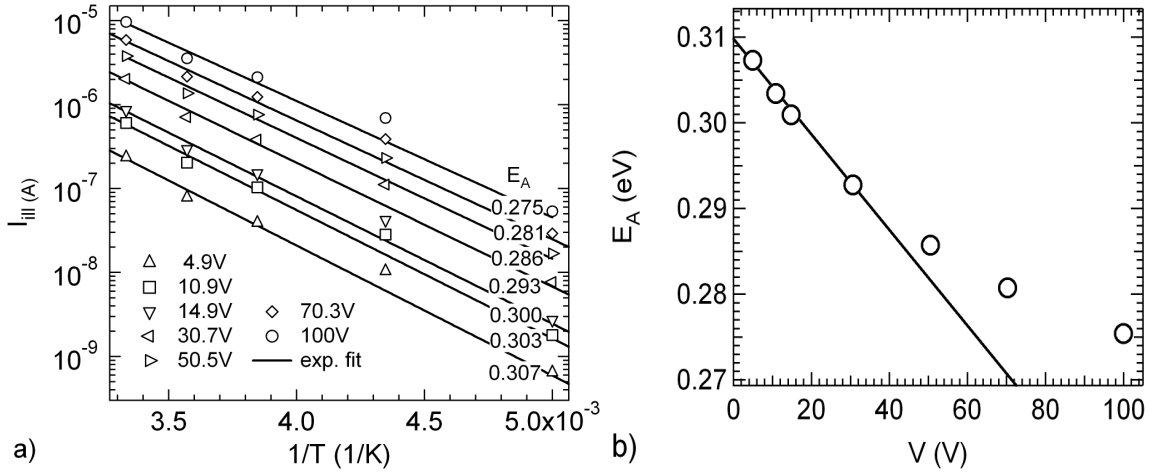 10⁻⁵
10⁻⁶
10⁻⁷
10⁻⁸
10⁻⁹
I_ill (A)
E_A
0.275
0.281
0.286
0.293
0.300
0.303
0.307
4.9V
10.9V
14.9V
30.7V
50.5V
70.3V
100V
exp. fit
3.5 4.0 4.5 5.0x10⁻³
1/T (1/K)
a)
0.31
0.30
0.29
0.28
0.27
E_A (eV)
0 20 40 60 80 100
V (V)
b)